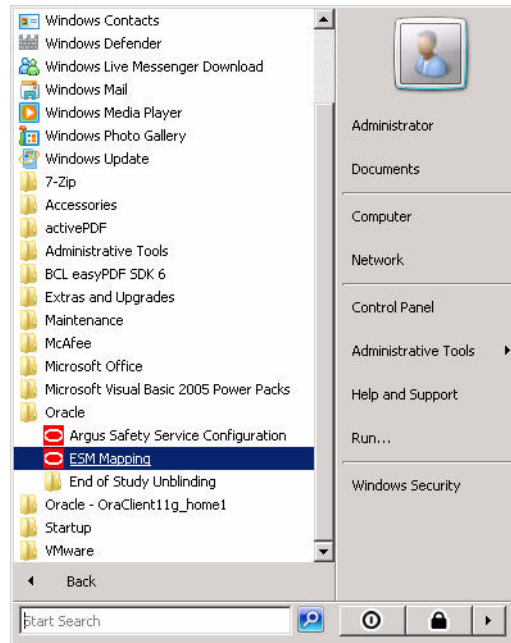 Windows Contacts
Windows Defender
Windows Live Messenger Download
Windows Mail
Windows Media Player
Windows Photo Gallery
Windows Update
7-Zip
Accessories
activePDF
Administrative Tools
BCL easyPDF SDK 6
Extras and Upgrades
Maintenance
McAfee
Microsoft Office
Microsoft Visual Basic 2005 Power Packs
Oracle
Argus Safety Service Configuration
ESM Mapping
End of Study Unblinding
Oracle - OraClient11g_home1
Startup
VMware
Back
Start Search
Administrator
Documents
Computer
Network
Control Panel
Administrative Tools
Help and Support
Run...
Windows Security